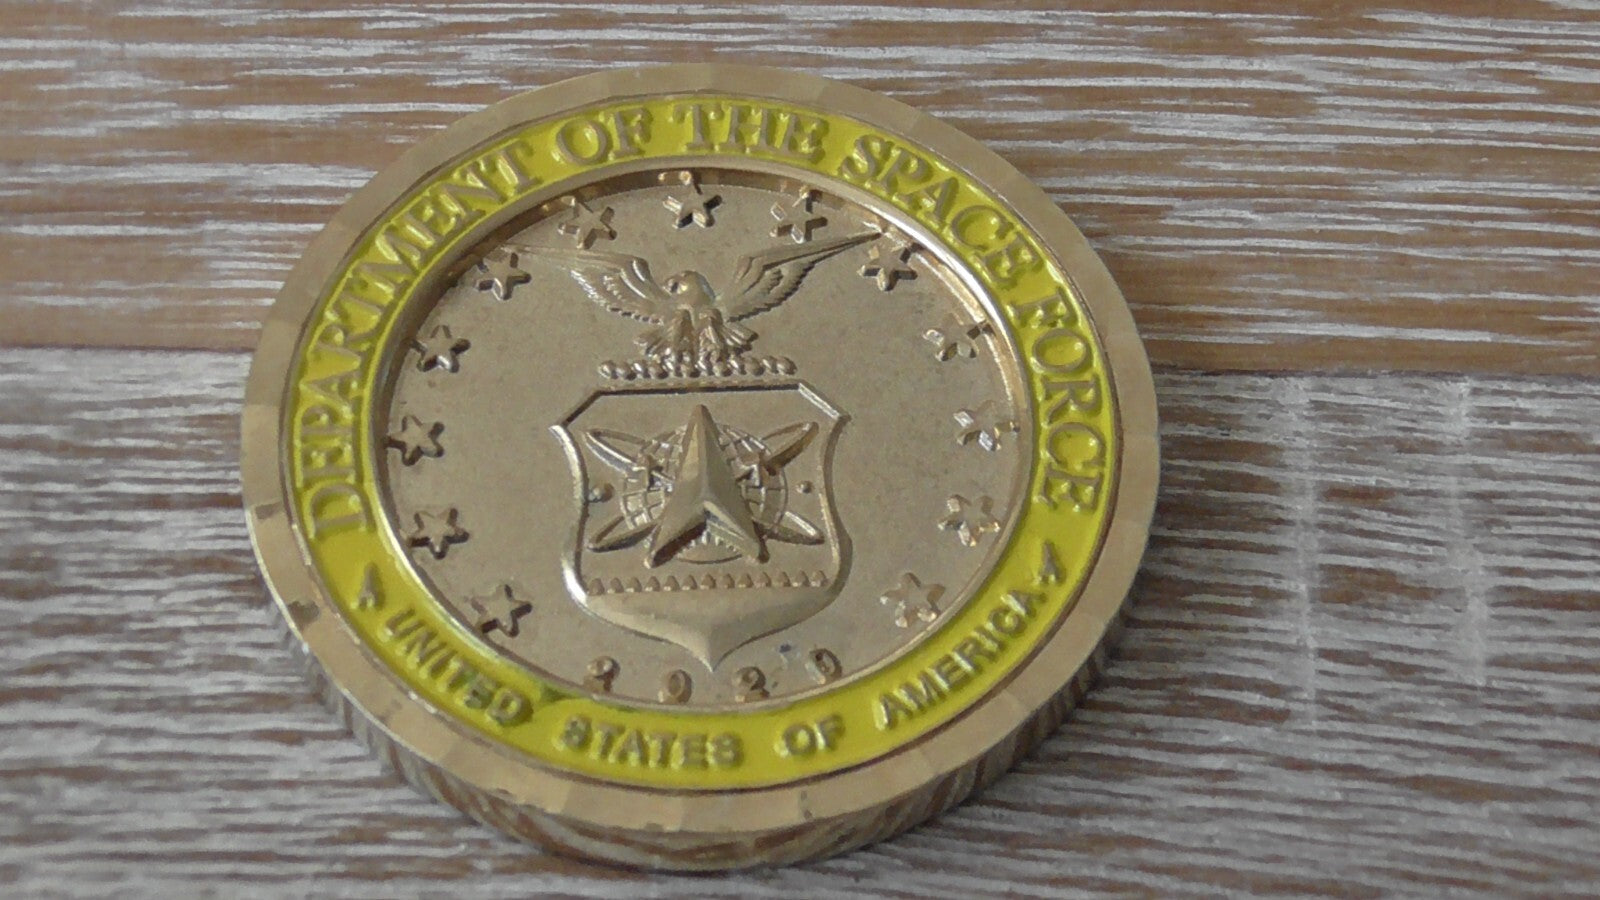 DEPARTMENT OF THE SPACE FORCE
2020
UNITED STATES OF AMERICA